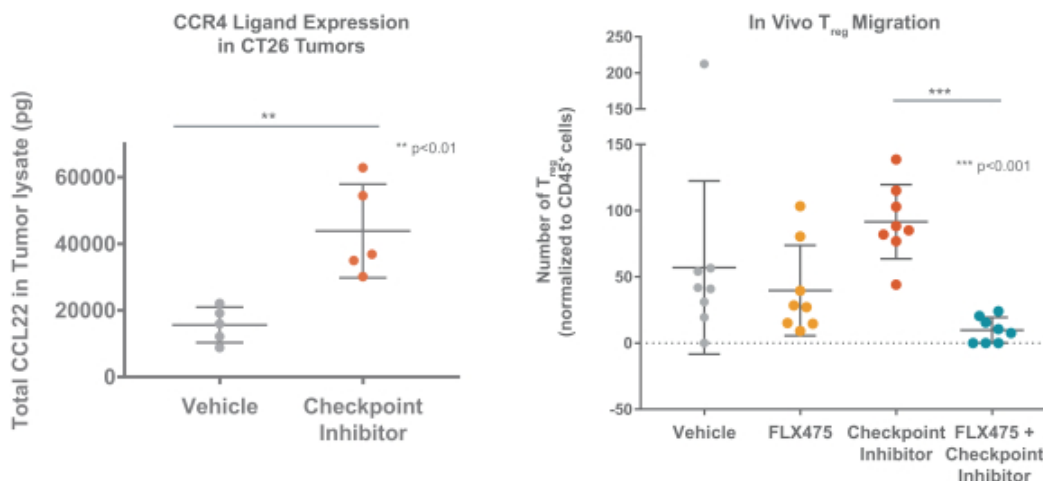 CCR4 Ligand Expression
in CT26 Tumors
Total CCL22 in Tumor lysate (pg)
60000
40000
20000
0
**
** p<0.01
Vehicle
Checkpoint
Inhibitor
In Vivo Treg Migration
Number of Treg
(normalized to CD45+ cells)
250
200
150
150
100
50
0
-50
***
*** p<0.001
Vehicle
FLX475
Checkpoint
Inhibitor
FLX475 +
Checkpoint
Inhibitor